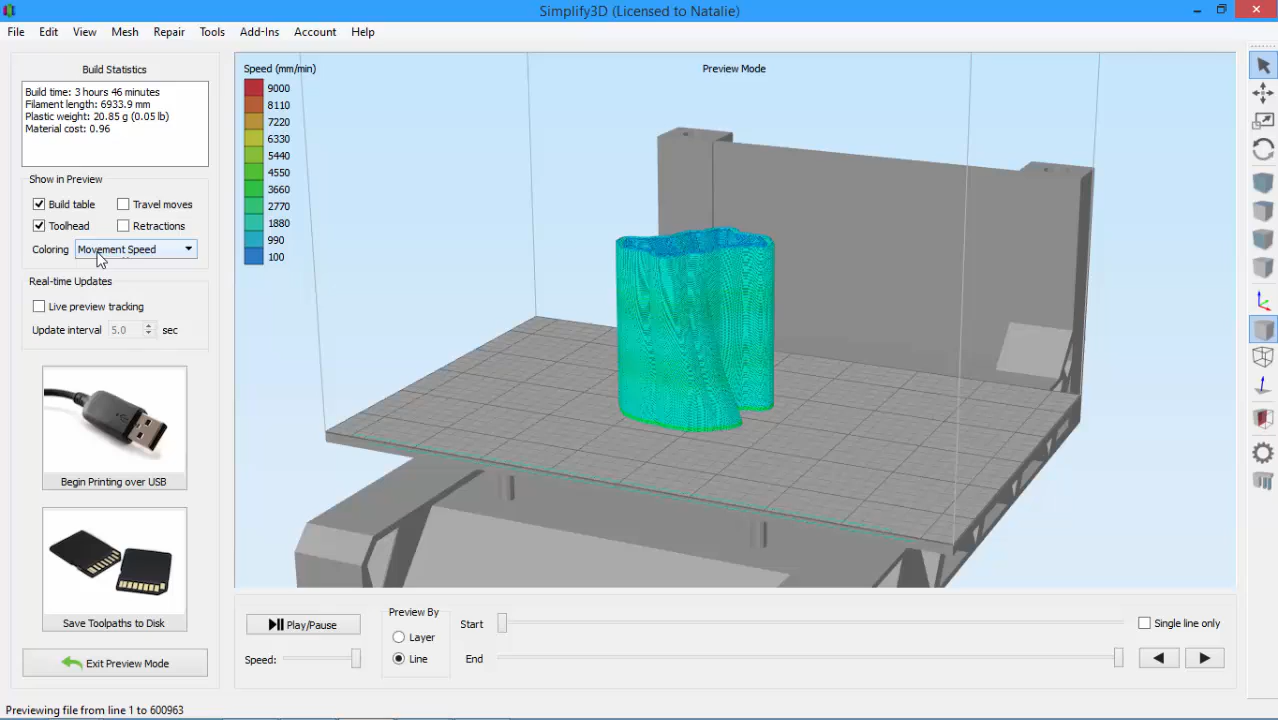 Simplify3D (Licensed to Natalie)
File Edit View Mesh Repair Tools Add-Ins Account Help
Build Statistics
Build time: 3 hours 46 minutes
Filament length: 6933.9 mm
Plastic weight: 20.85 g (0.05 lb)
Material cost: 0.96
Show in Preview
Build table Travel moves
Toolhead Retractions
Coloring Movement Speed
Real-time Updates
Live preview tracking
Update interval 5.0 sec
Begin Printing over USB
Save Toolpaths to Disk
Exit Preview Mode
Speed (mm/min)
9000
8110
7220
6330
5440
4550
3660
2770
1880
990
100
Preview Mode
Play/Pause
Speed:
Preview By
Layer
Line
Start
End
Single line only
Previewing file from line 1 to 600963